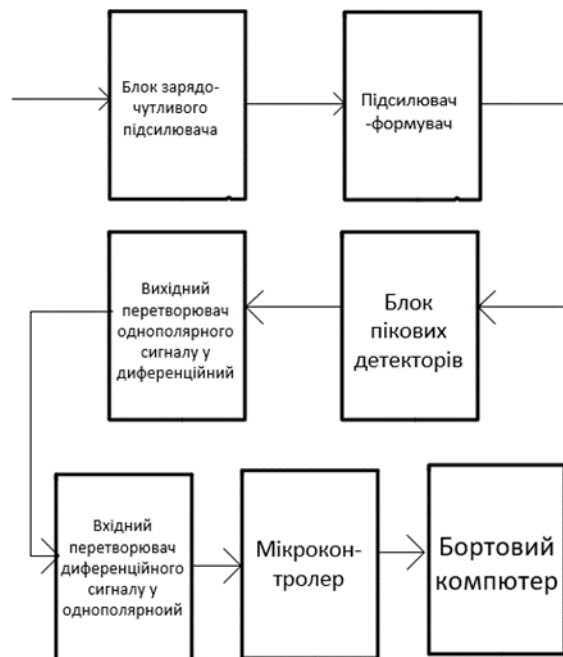 Блок зарядо-
чутливого
підсилювача
Підсилювач
-формувач
Вихідний
перетворювач
однополярного
сигналу у
диференційний
Блок
пікових
детекторів
Вхідний
перетворювач
диференційного
сигналу у
однополярноий
Мікрокон-
тролер
Бортовий
компютер